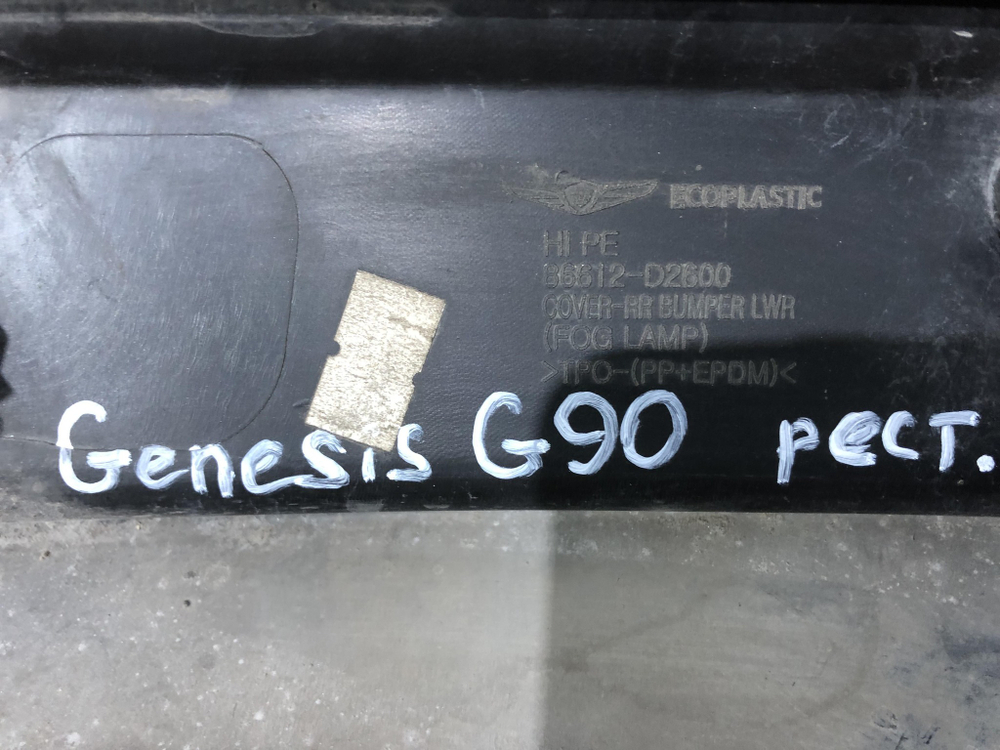 ECOPLASTIC
HI PE
86612-D2600
COVER-RR BUMPER LWR
(FOG LAMP)
>TPO-(PP+EPDM)<
Genesis G90 рест.